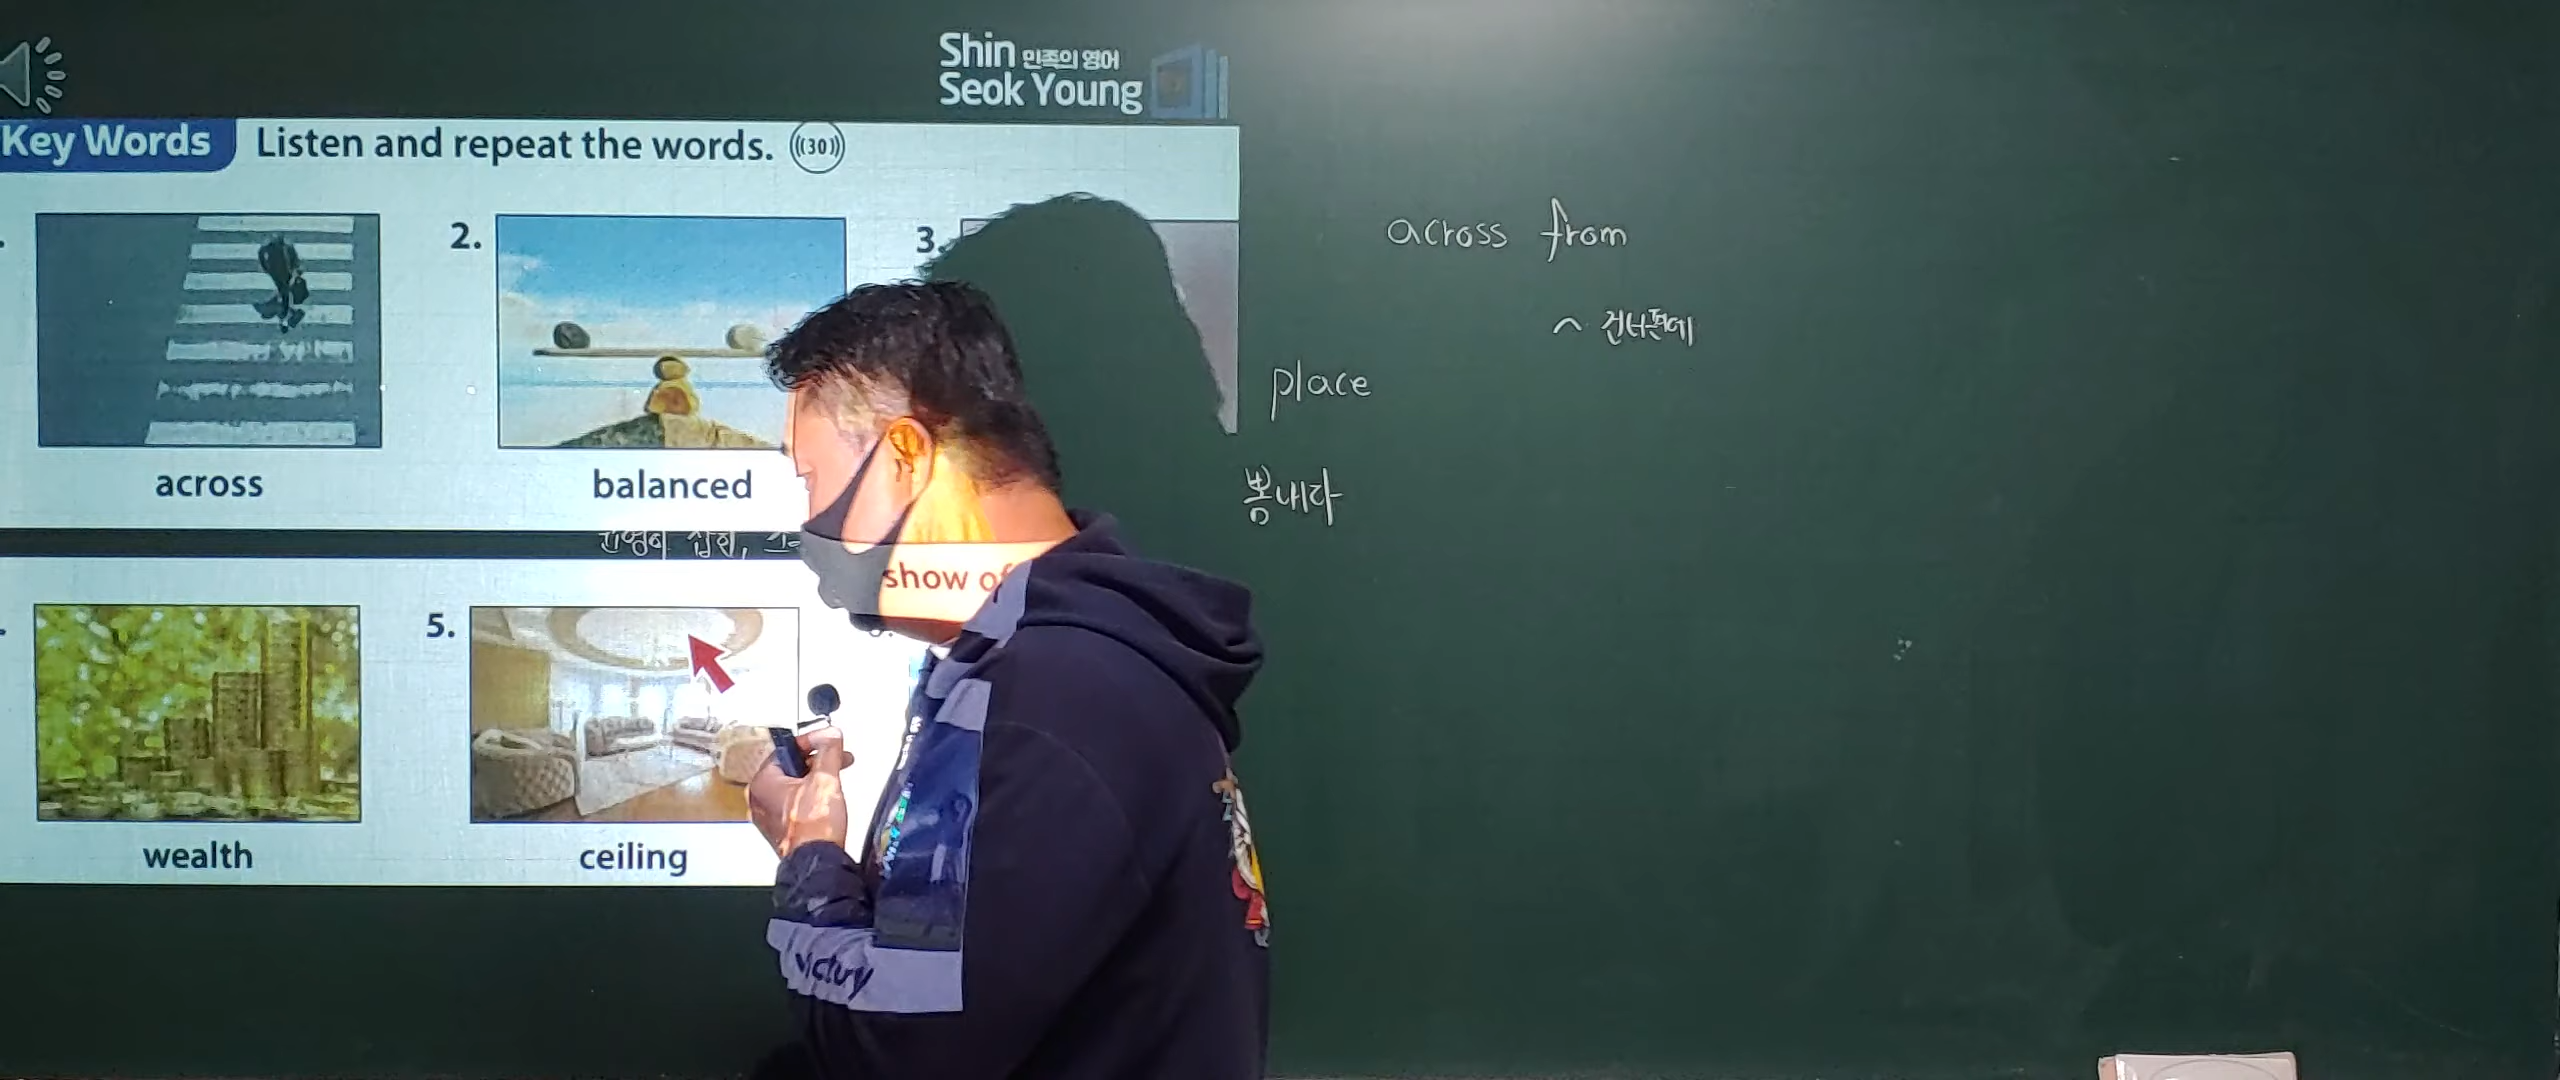 Shin 민족의 영어
Seok Young
Key Words Listen and repeat the words. ((30))
2.
3.
across
balanced
show of
5.
wealth
ceiling
across from
~ 건너편에
place
뽐내다
victory